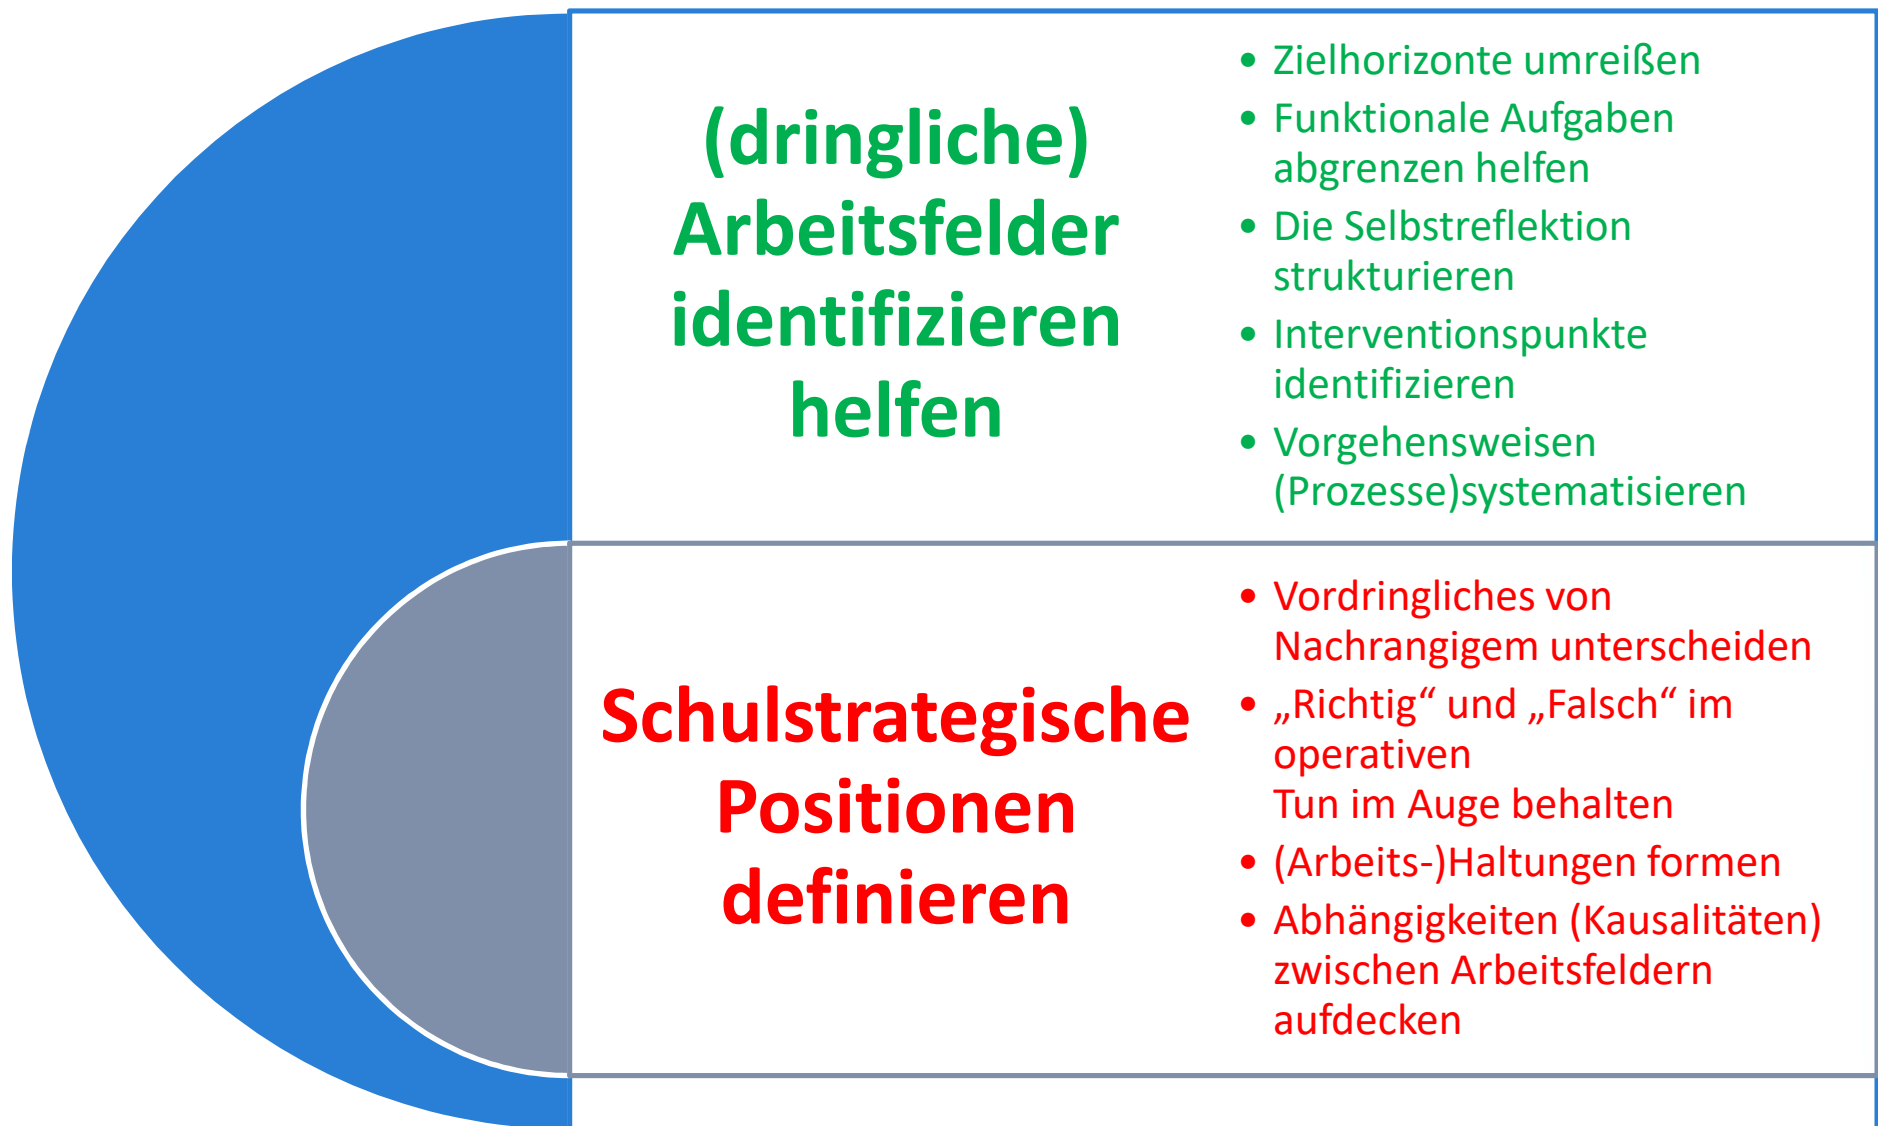 (dringliche)
Arbeitsfelder
identifizieren
helfen
• Zielhorizonte umreißen
• Funktionale Aufgaben
abgrenzen helfen
• Die Selbstreflektion
strukturieren
• Interventionspunkte
identifizieren
• Vorgehensweisen
(Prozesse)systematisieren
Schulstrategische
Positionen
definieren
• Vordringliches von
Nachrangigem unterscheiden
• „Richtig“ und „Falsch“ im
operativen
Tun im Auge behalten
• (Arbeits-)Haltungen formen
• Abhängigkeiten (Kausalitäten)
zwischen Arbeitsfeldern
aufdecken